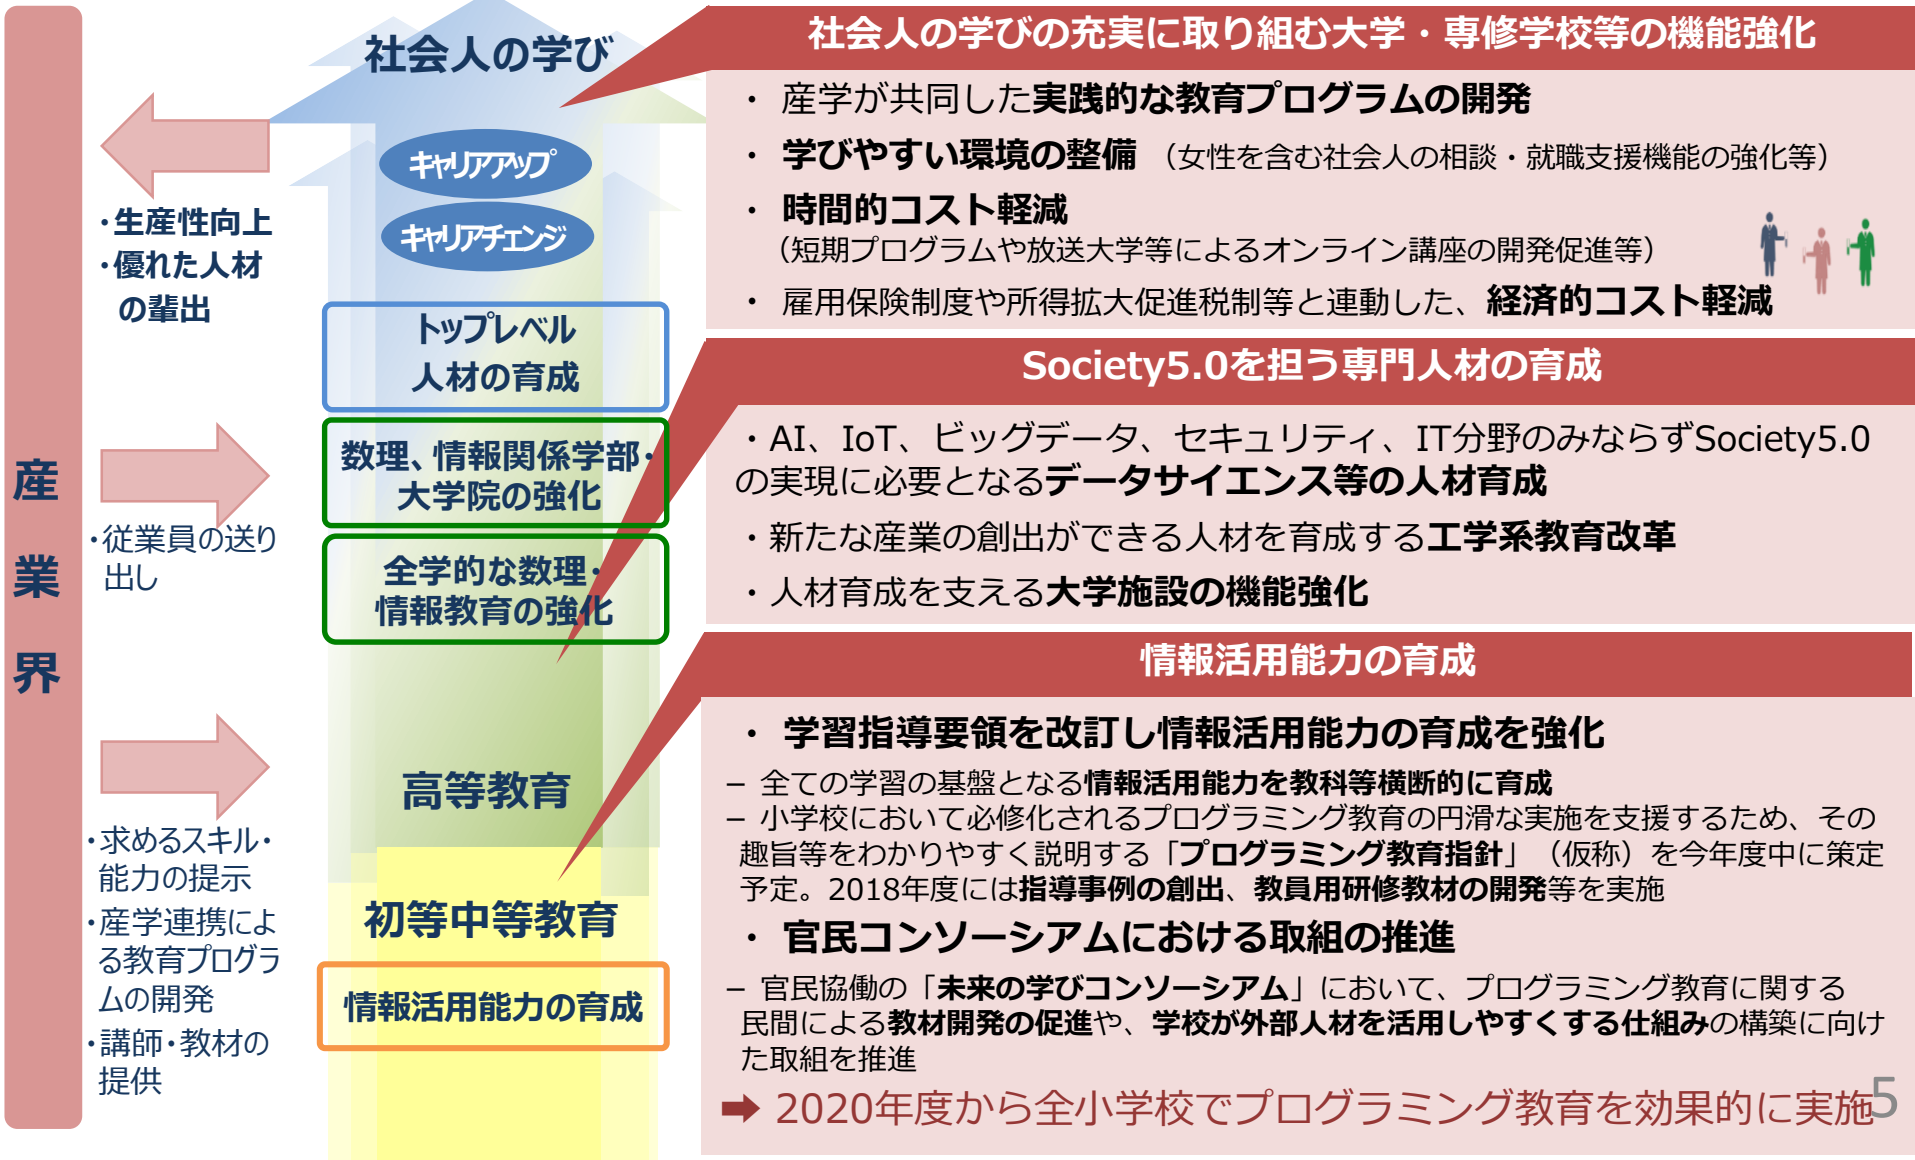 産
業
界
・生産性向上
・優れた人材
の輩出
・従業員の送り
出し
・求めるスキル・
能力の提示
・産学連携によ
る教育プログラ
ムの開発
・講師・教材の
提供
社会人の学び
キャリアアップ
キャリアチェンジ
トップレベル
人材の育成
数理、情報関係学部・
大学院の強化
全学的な数理・
情報教育の強化
高等教育
初等中等教育
情報活用能力の育成
社会人の学びの充実に取り組む大学・専修学校等の機能強化
・ 産学が共同した実践的な教育プログラムの開発
・ 学びやすい環境の整備 （女性を含む社会人の相談・就職支援機能の強化等）
・ 時間的コスト軽減
（短期プログラムや放送大学等によるオンライン講座の開発促進等）
・ 雇用保険制度や所得拡大促進税制等と連動した、経済的コスト軽減
Society5.0を担う専門人材の育成
・AI、IoT、ビッグデータ、セキュリティ、IT分野のみならずSociety5.0
の実現に必要となるデータサイエンス等の人材育成
・新たな産業の創出ができる人材を育成する工学系教育改革
・人材育成を支える大学施設の機能強化
情報活用能力の育成
・ 学習指導要領を改訂し情報活用能力の育成を強化
− 全ての学習の基盤となる情報活用能力を教科等横断的に育成
− 小学校において必修化されるプログラミング教育の円滑な実施を支援するため、その
趣旨等をわかりやすく説明する「プログラミング教育指針」（仮称）を今年度中に策定
予定。2018年度には指導事例の創出、教員用研修教材の開発等を実施
・ 官民コンソーシアムにおける取組の推進
− 官民協働の「未来の学びコンソーシアム」において、プログラミング教育に関する
民間による教材開発の促進や、学校が外部人材を活用しやすくする仕組みの構築に向け
た取組を推進
➡ 2020年度から全小学校でプログラミング教育を効果的に実施
5